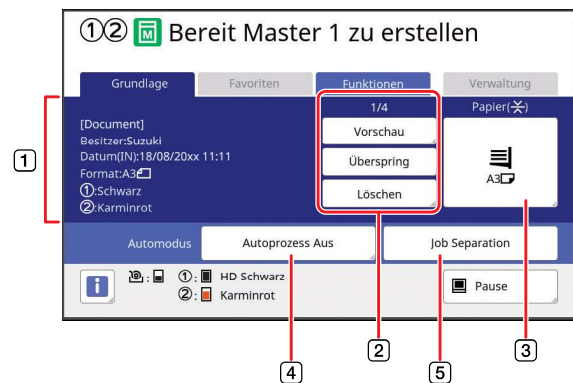 ①② M Bereit Master 1 zu erstellen
Grundlage Favoriten Funktionen Verwaltung
1/4 Papier(
)
[Document]
Besitzer:Suzuki
Datum(IN):18/08/20xx 11:11
Format:A3
①:Schwarz
②:Karminrot
Vorschau
Überspring
Löschen
A3
1
Automodus Autoprozess Aus Job Separation
i : ①: HD Schwarz
②: Karminrot
Pause
4 2 5 3